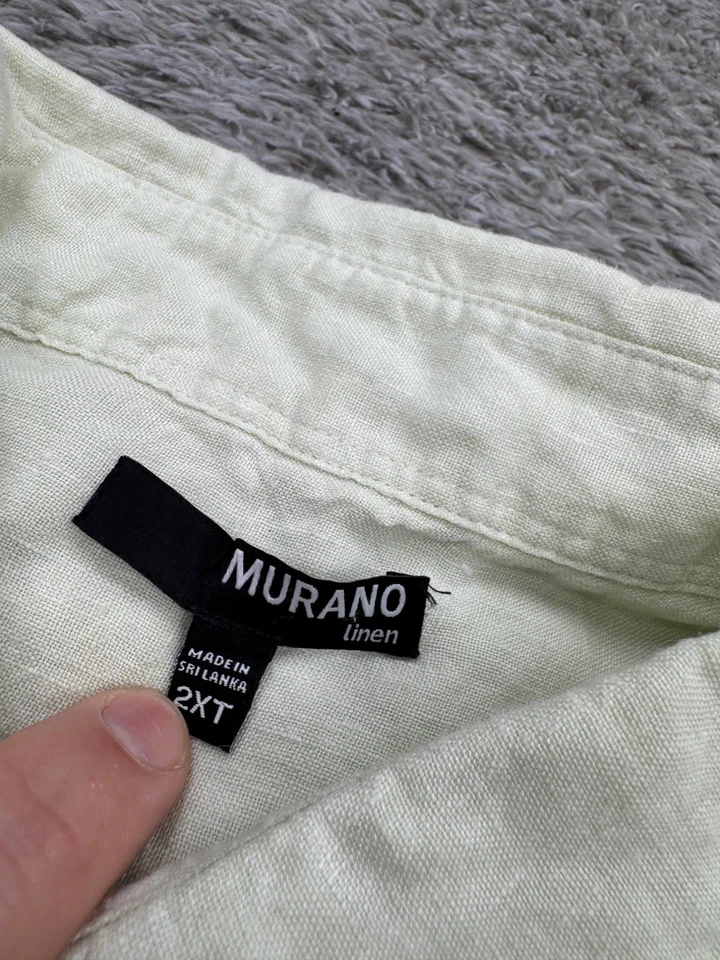 MURANO
linen
MADE IN
SRI LANKA
2XT